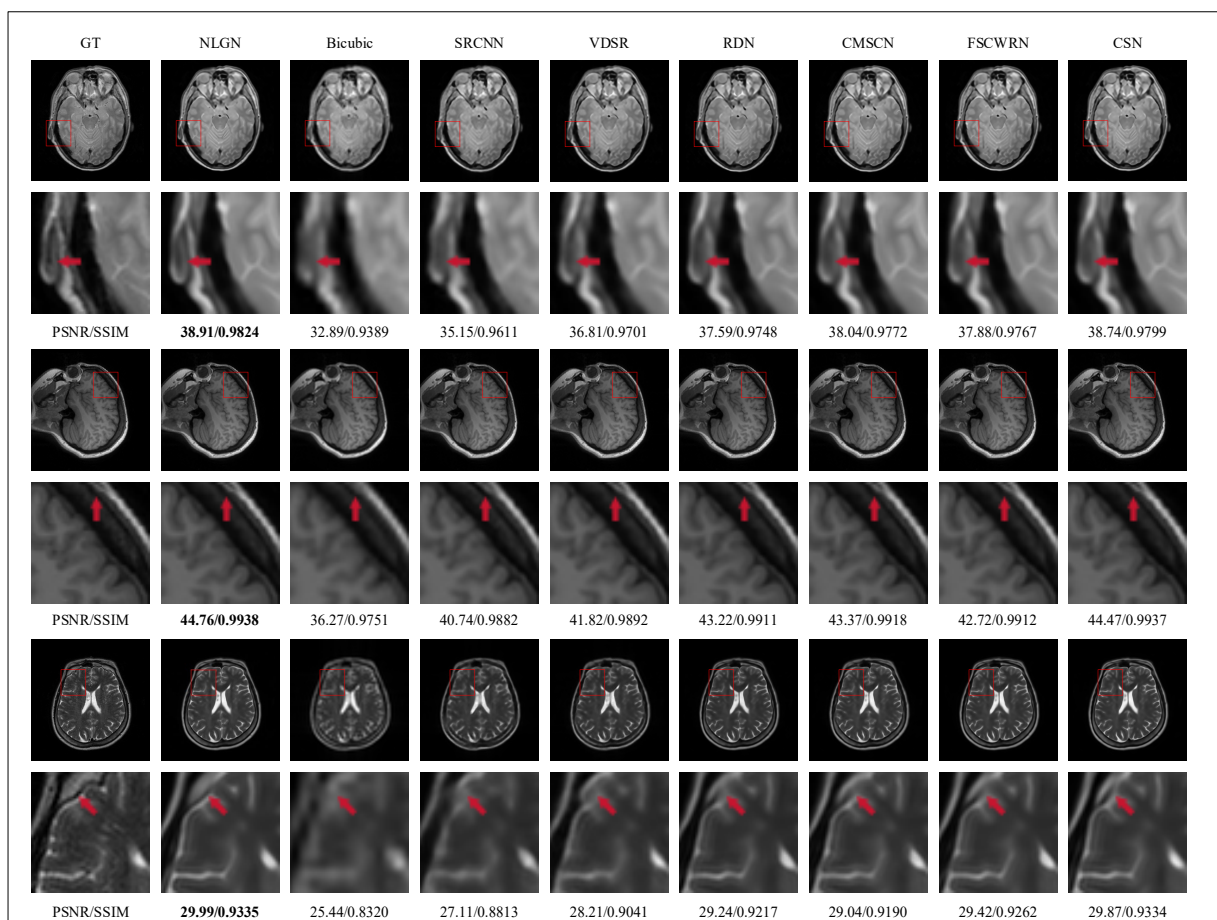 GT NLGN Bicubic SRCNN VDSR RDN CMSCN FSCWRN CSN
PSNR/SSIM 38.91/0.9824 32.89/0.9389 35.15/0.9611 36.81/0.9701 37.59/0.9748 38.04/0.9772 37.88/0.9767 38.74/0.9799
PSNR/SSIM 44.76/0.9938 36.27/0.9751 40.74/0.9882 41.82/0.9892 43.22/0.9911 43.37/0.9918 42.72/0.9912 44.47/0.9937
PSNR/SSIM 29.99/0.9335 25.44/0.8320 27.11/0.8813 28.21/0.9041 29.24/0.9217 29.04/0.9190 29.42/0.9262 29.87/0.9334